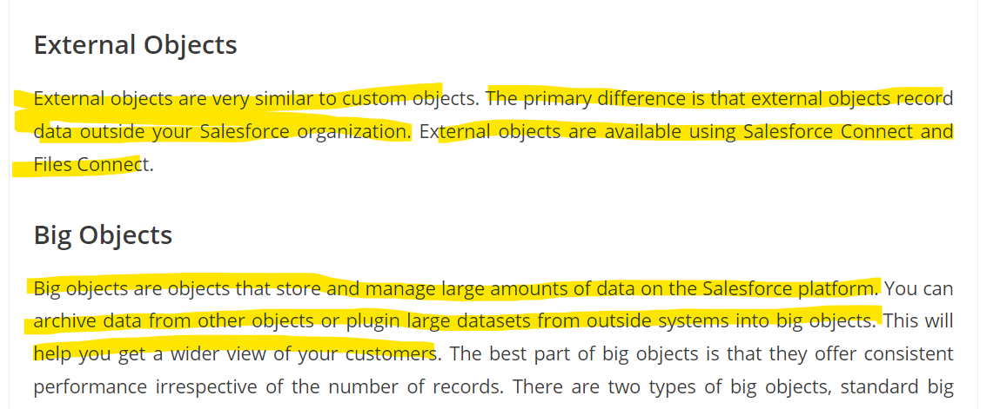 External Objects
External objects are very similar to custom objects. The primary difference is that external objects record
data outside your Salesforce organization. External objects are available using Salesforce Connect and
Files Connect.
Big Objects
Big objects are objects that store and manage large amounts of data on the Salesforce platform. You can
archive data from other objects or plugin large datasets from outside systems into big objects. This will
help you get a wider view of your customers. The best part of big objects is that they offer consistent
performance irrespective of the number of records. There are two types of big objects, standard big